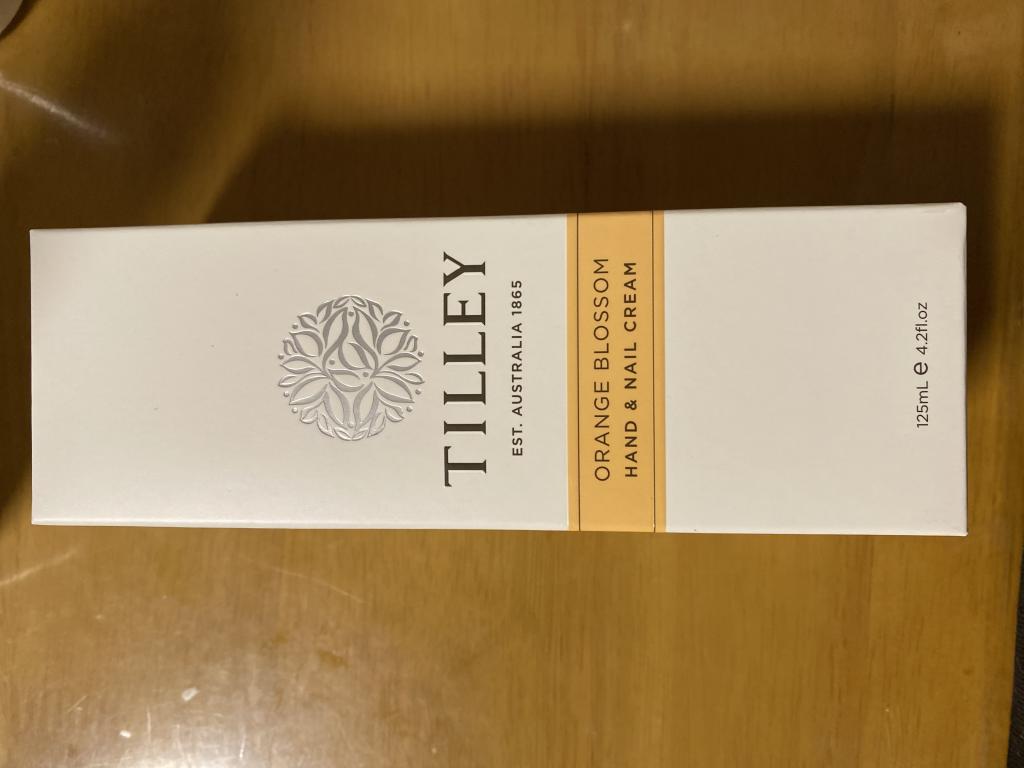 TILLEY
EST. AUSTRALIA 1865
ORANGE BLOSSOM
HAND & NAIL CREAM
125mL e 4.2fl.oz